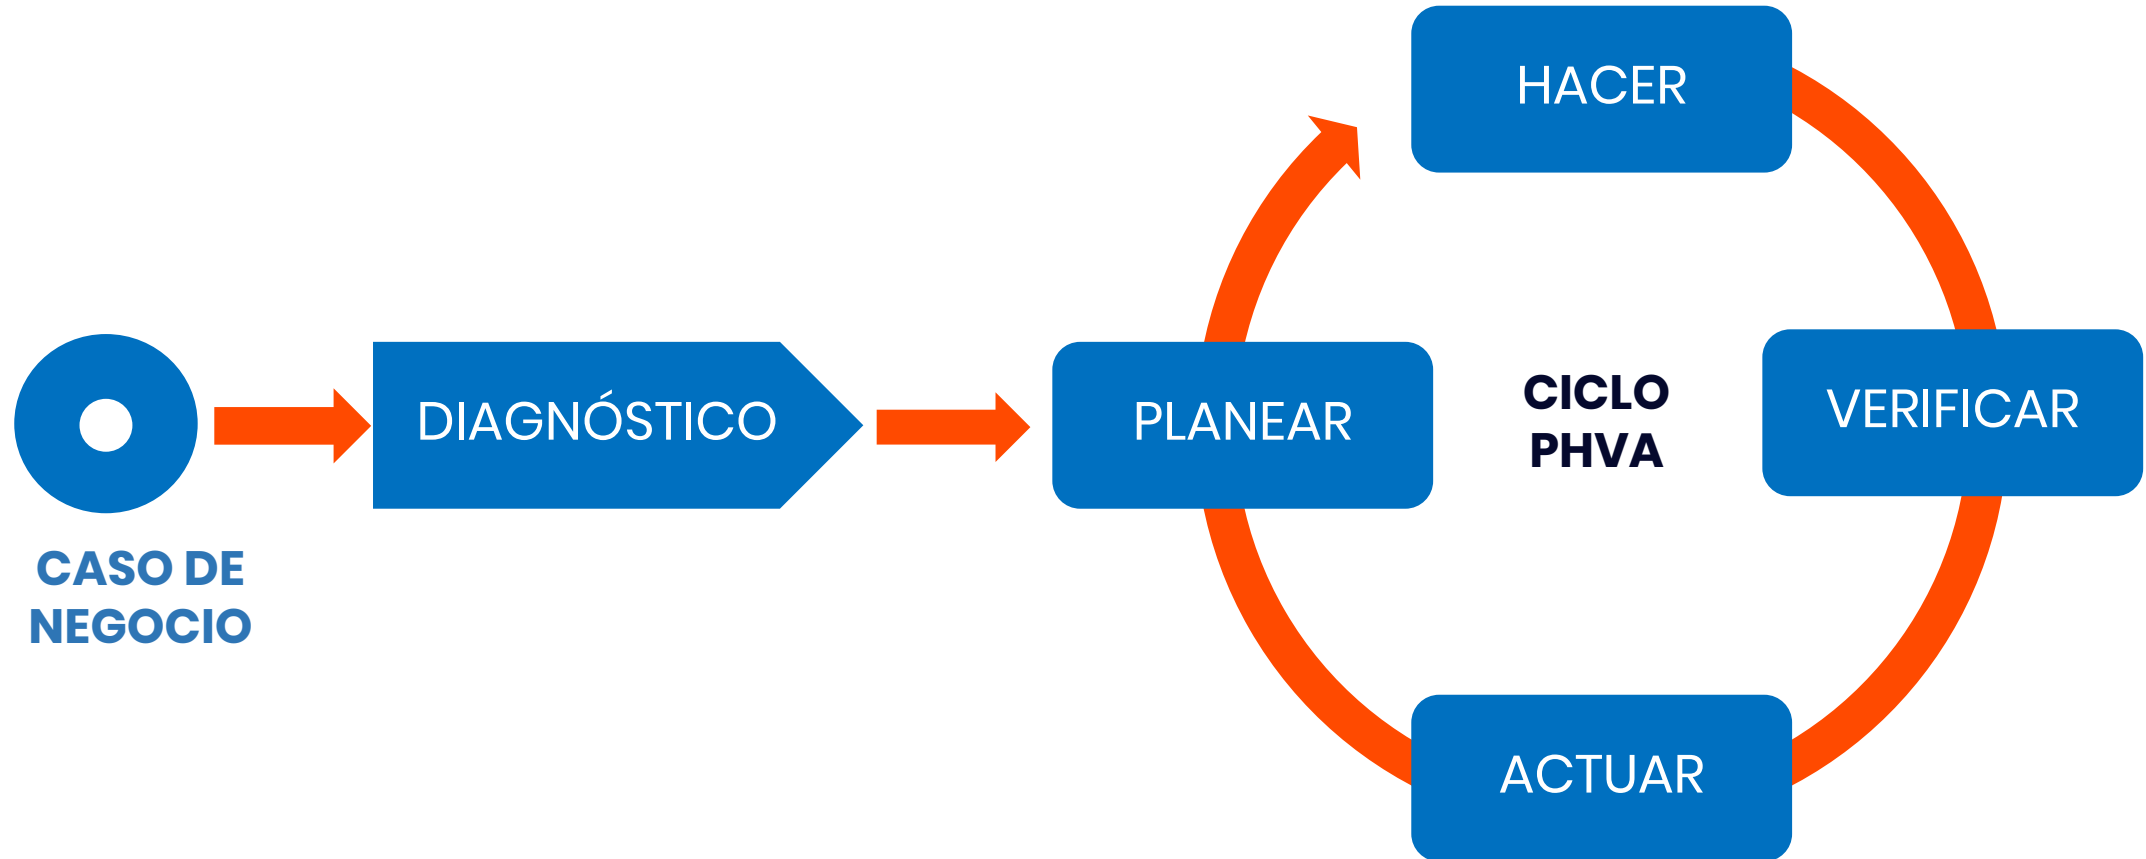 CASO DE
NEGOCIO
DIAGNÓSTICO
PLANEAR
HACER
VERIFICAR
ACTUAR
CICLO
PHVA